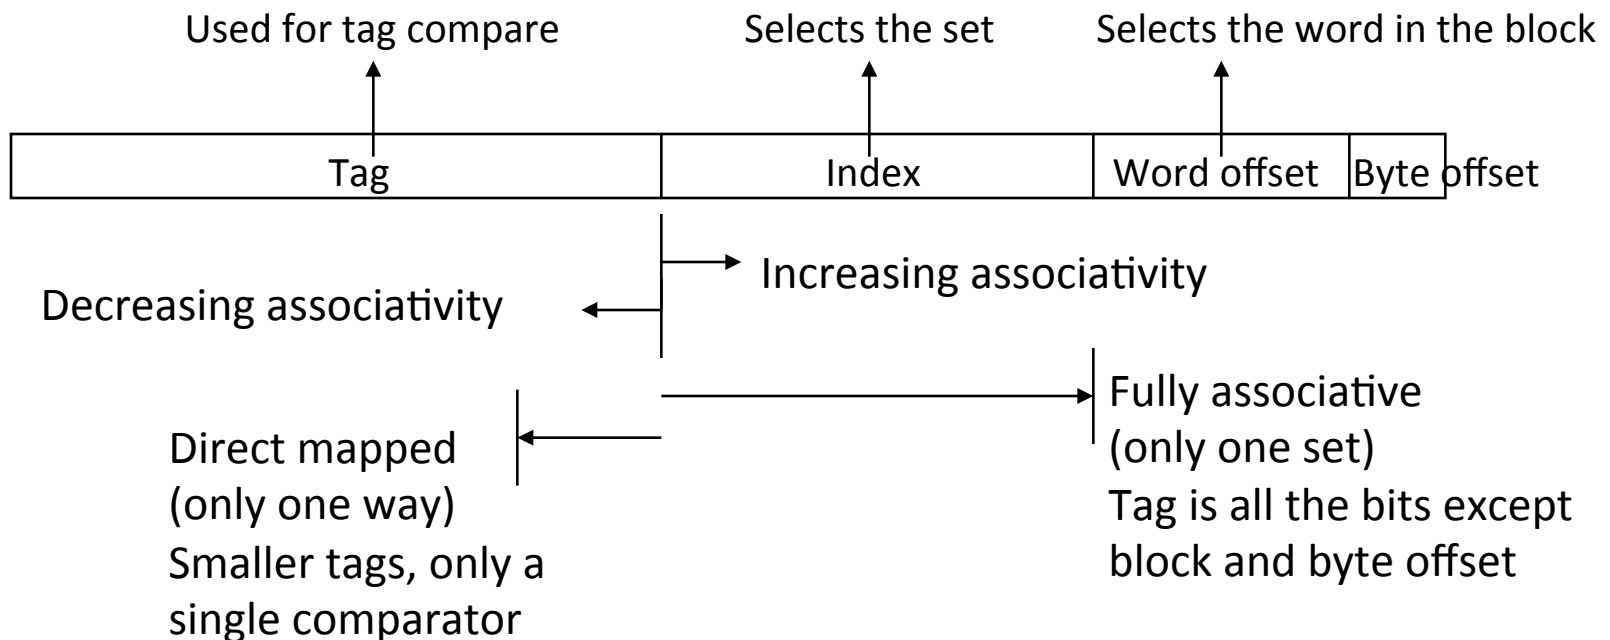 Used for tag compare
Selects the set
Selects the word in the block
Tag
Index
Word offset
Byte offset
Increasing associativity
Decreasing associativity
Fully associative
(only one set)
Tag is all the bits except
block and byte offset
Direct mapped
(only one way)
Smaller tags, only a
single comparator